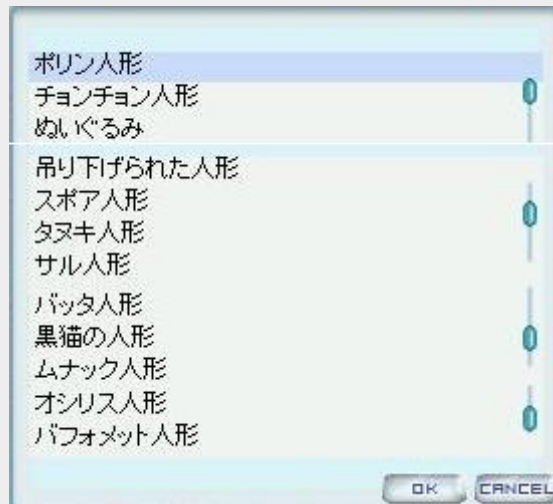 ポリン人形
チョンチョン人形
ぬいぐるみ
吊り下げられた人形
スポア人形
タヌキ人形
サル人形
バッタ人形
黒猫の人形
ムナック人形
オシリス人形
バフォメット人形
OK CANCEL